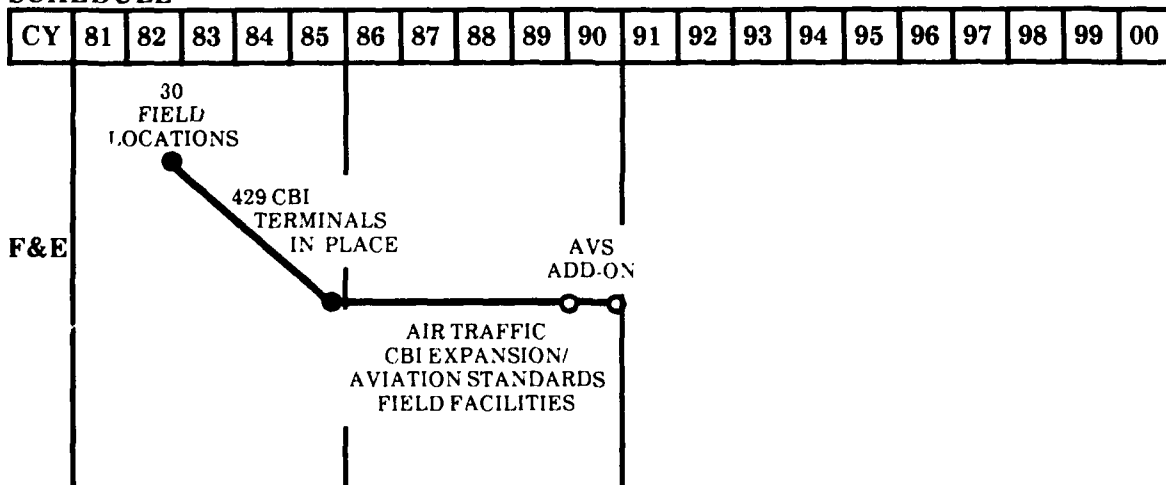 CY 81 82 83 84 85 86 87 88 89 90 91 92 93 94 95 96 97 98 99 00
30
FIELD
LOCATIONS
429 CBI
TERMINALS
IN PLACE
F&E
AVS
ADD-ON
AIR TRAFFIC
CBI EXPANSION/
AVIATION STANDARDS
FIELD FACILITIES